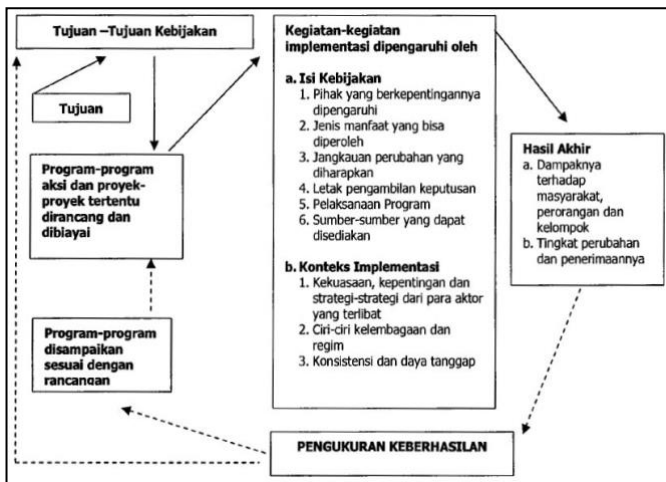 Tujuan –Tujuan Kebijakan
Tujuan
Program-program
aksi dan proyek-
proyek tertentu
dirancang dan
dibiayai
Program-program
disampaikan
sesuai dengan
rancangan
Kegiatan-kegiatan
implementasi dipengaruhi oleh
a. Isi Kebijakan
1. Pihak yang berkepentingannya
dipengaruhi
2. Jenis manfaat yang bisa
diperoleh
3. Jangkauan perubahan yang
diharapkan
4. Letak pengambilan keputusan
5. Pelaksanaan Program
6. Sumber-sumber yang dapat
disediakan
b. Konteks Implementasi
1. Kekuasaan, kepentingan dan
strategi-strategi dari para aktor
yang terlibat
2. Ciri-ciri kelembagaan dan
regim
3. Konsistensi dan daya tanggap
Hasil Akhir
a. Dampaknya
terhadap
masyarakat,
perorangan dan
kelompok
b. Tingkat perubahan
dan penerimaannya
PENGUKURAN KEBERHASILAN